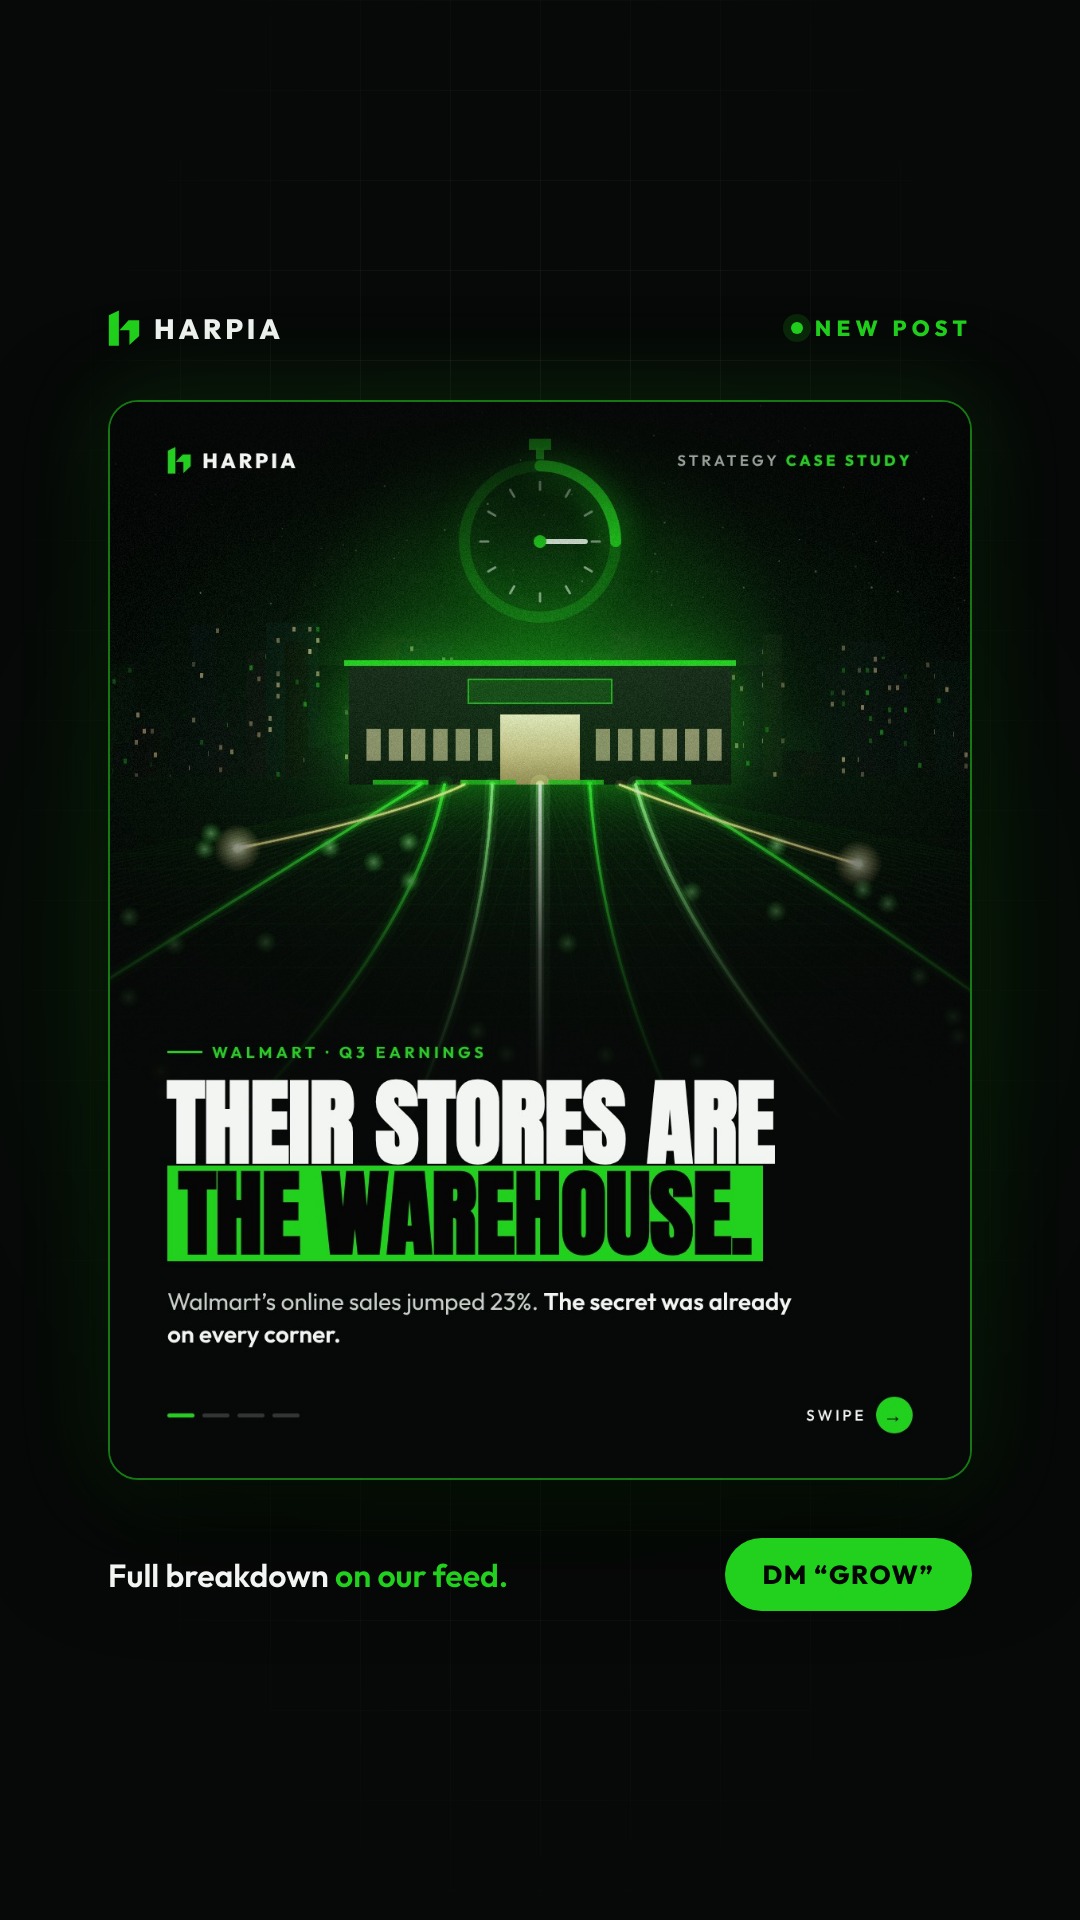 HARPIA
NEW POST
HARPIA
STRATEGY CASE STUDY
WALMART · Q3 EARNINGS
THEIR STORES ARE
THE WAREHOUSE.
Walmart’s online sales jumped 23%. The secret was already
on every corner.
SWIPE →
Full breakdown on our feed.
DM “GROW”